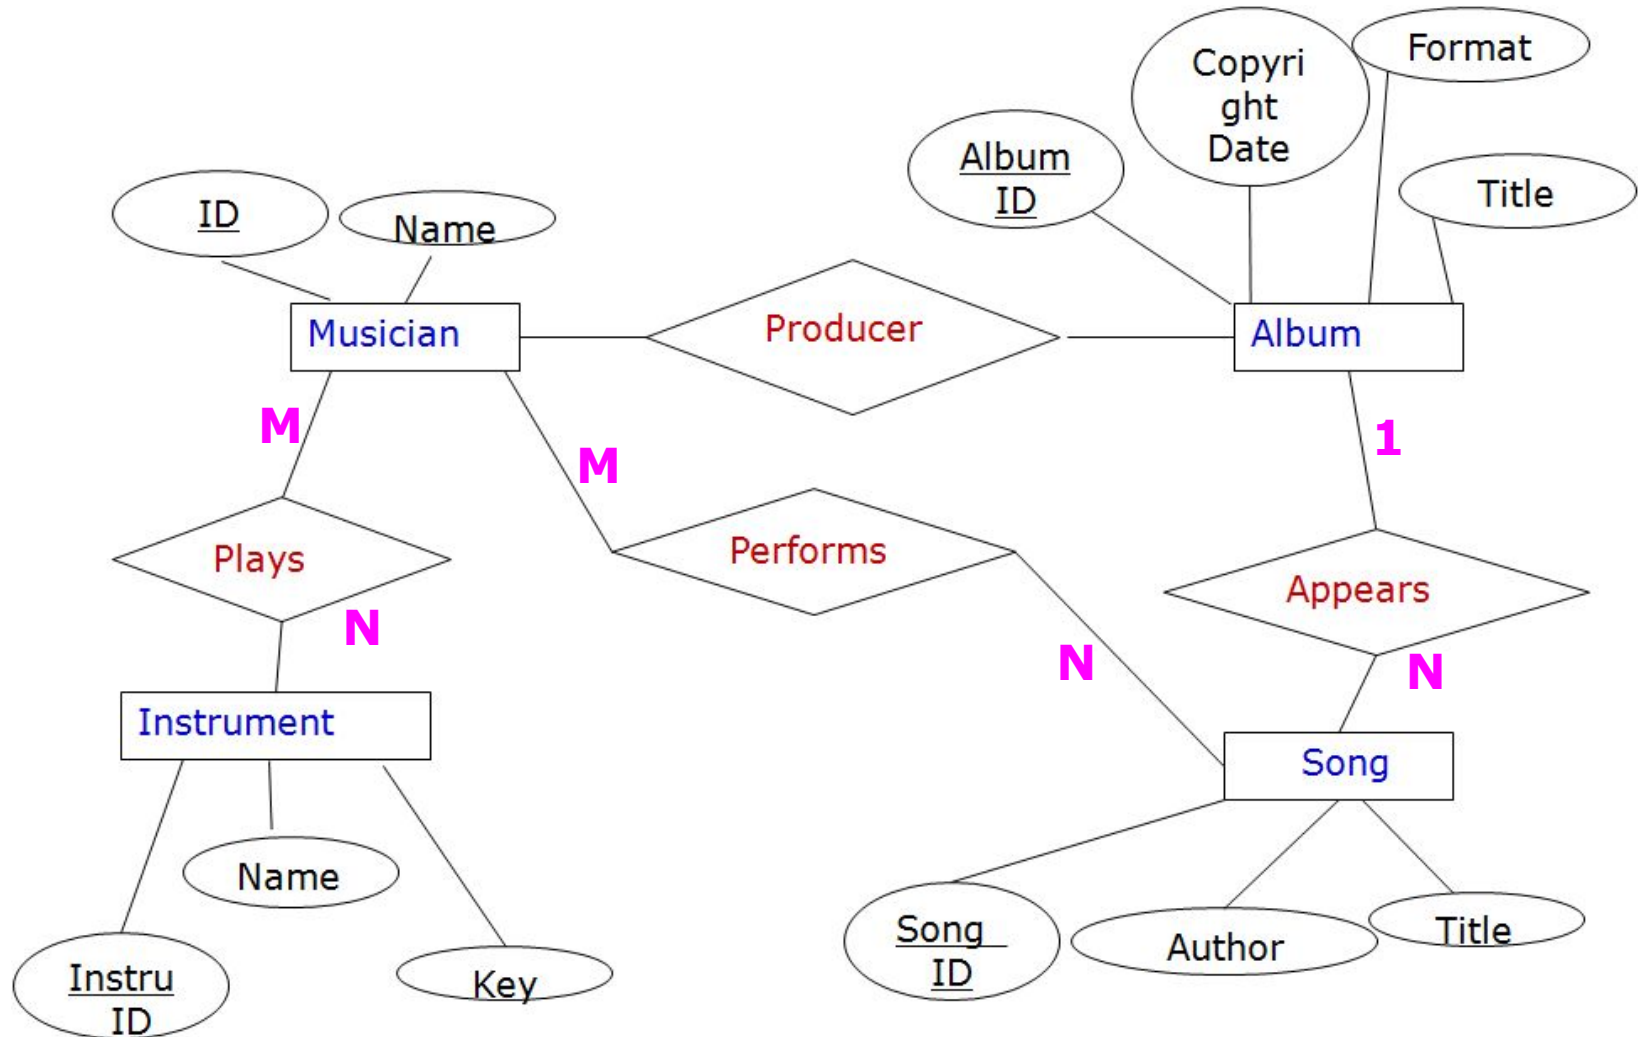 Copyri
ght
Date
Format
Album
ID
Title
ID
Name
Musician
Producer
Album
M
M
1
Plays
Performs
Appears
N
N
N
Instrument
Song
Name
Instru
ID
Key
Song
ID
Author
Title